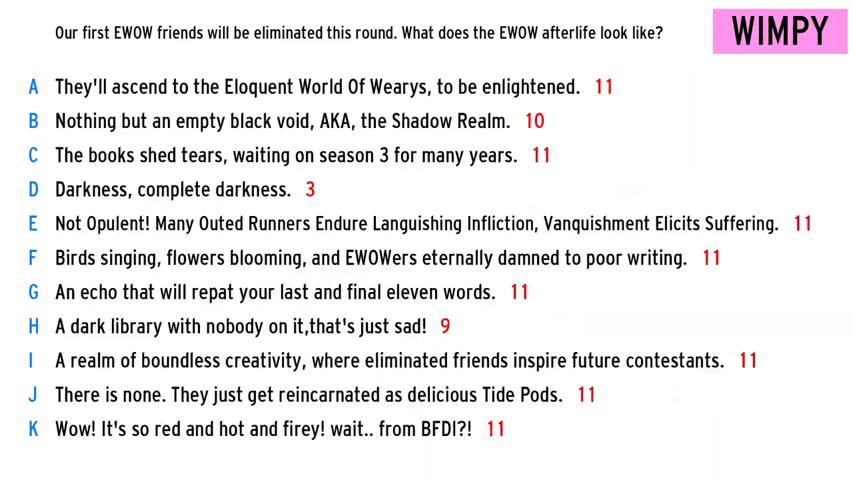 Our first EWOW friends will be eliminated this round. What does the EWOW afterlife look like?
WIMPY
A They'll ascend to the Eloquent World Of Wearys, to be enlightened. 11
B Nothing but an empty black void, AKA, the Shadow Realm. 10
C The books shed tears, waiting on season 3 for many years. 11
D Darkness, complete darkness. 3
E Not Opulent! Many Outed Runners Endure Languishing Infliction, Vanquishment Elicits Suffering. 11
F Birds singing, flowers blooming, and EWOWers eternally damned to poor writing. 11
G An echo that will repat your last and final eleven words. 11
H A dark library with nobody on it,that's just sad! 9
I A realm of boundless creativity, where eliminated friends inspire future contestants. 11
J There is none. They just get reincarnated as delicious Tide Pods. 11
K Wow! It's so red and hot and firey! wait.. from BFDI?! 11